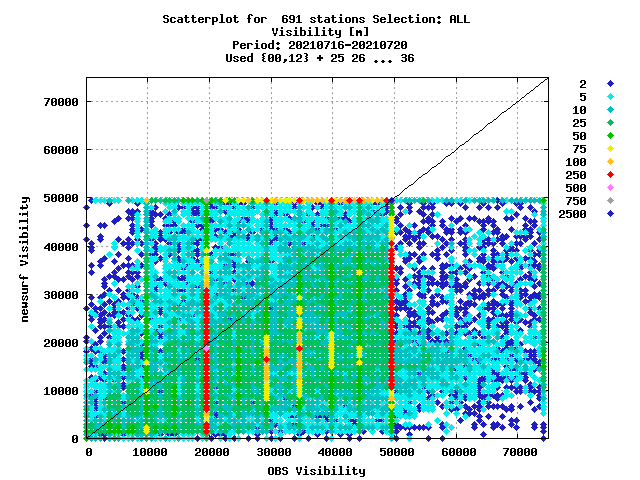 Scatterplot for  691 stations Selection: ALL
Visibility [m]
Period: 20210716-20210720
Used {00,12} + 25 26 ... 36
70000
60000
50000
40000
30000
20000
10000
0
newsurf Visibility
0 10000 20000 30000 40000 50000 60000 70000
OBS Visibility
2
5
10
25
50
75
100
250
500
750
2500